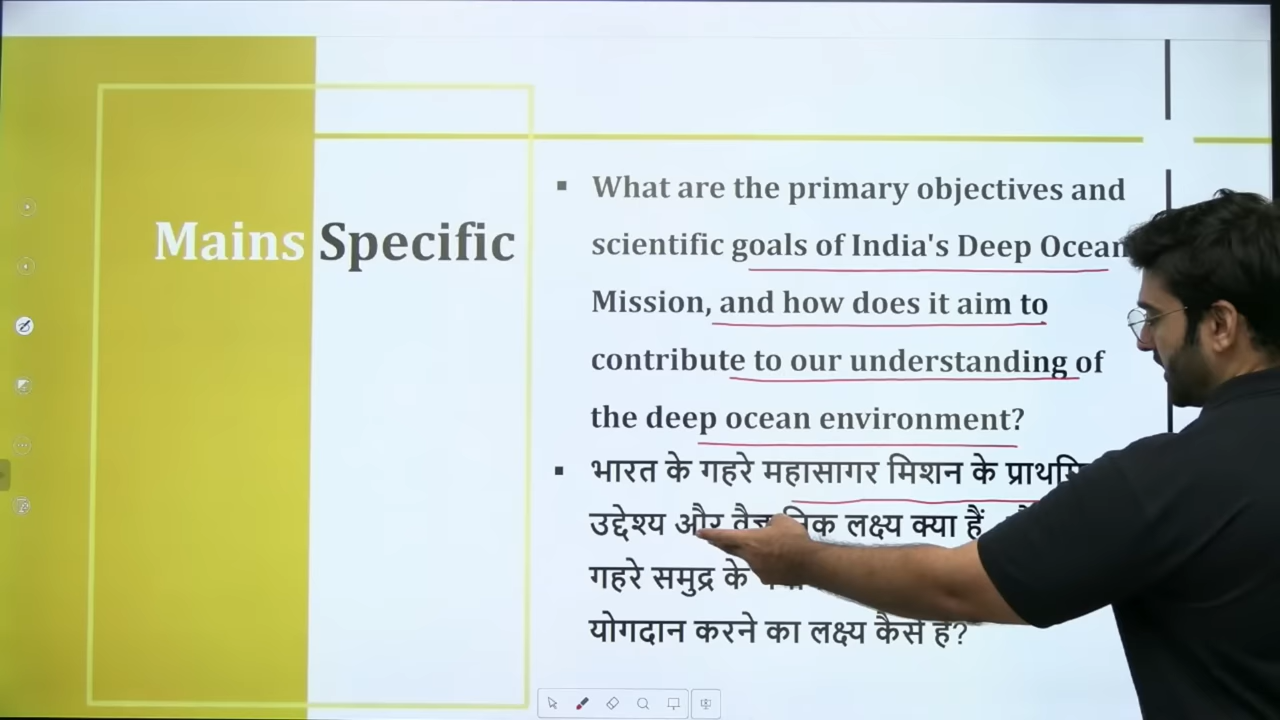 Mains Specific
▪ What are the primary objectives and
scientific goals of India's Deep Ocean
Mission, and how does it aim to
contribute to our understanding of
the deep ocean environment?
▪ भारत के गहरे महासागर मिशन के
उद्देश्य और लक्ष्य क्या हैं
गहरे समुद्र के
योगदान करने का लक्ष्य कैसे है?